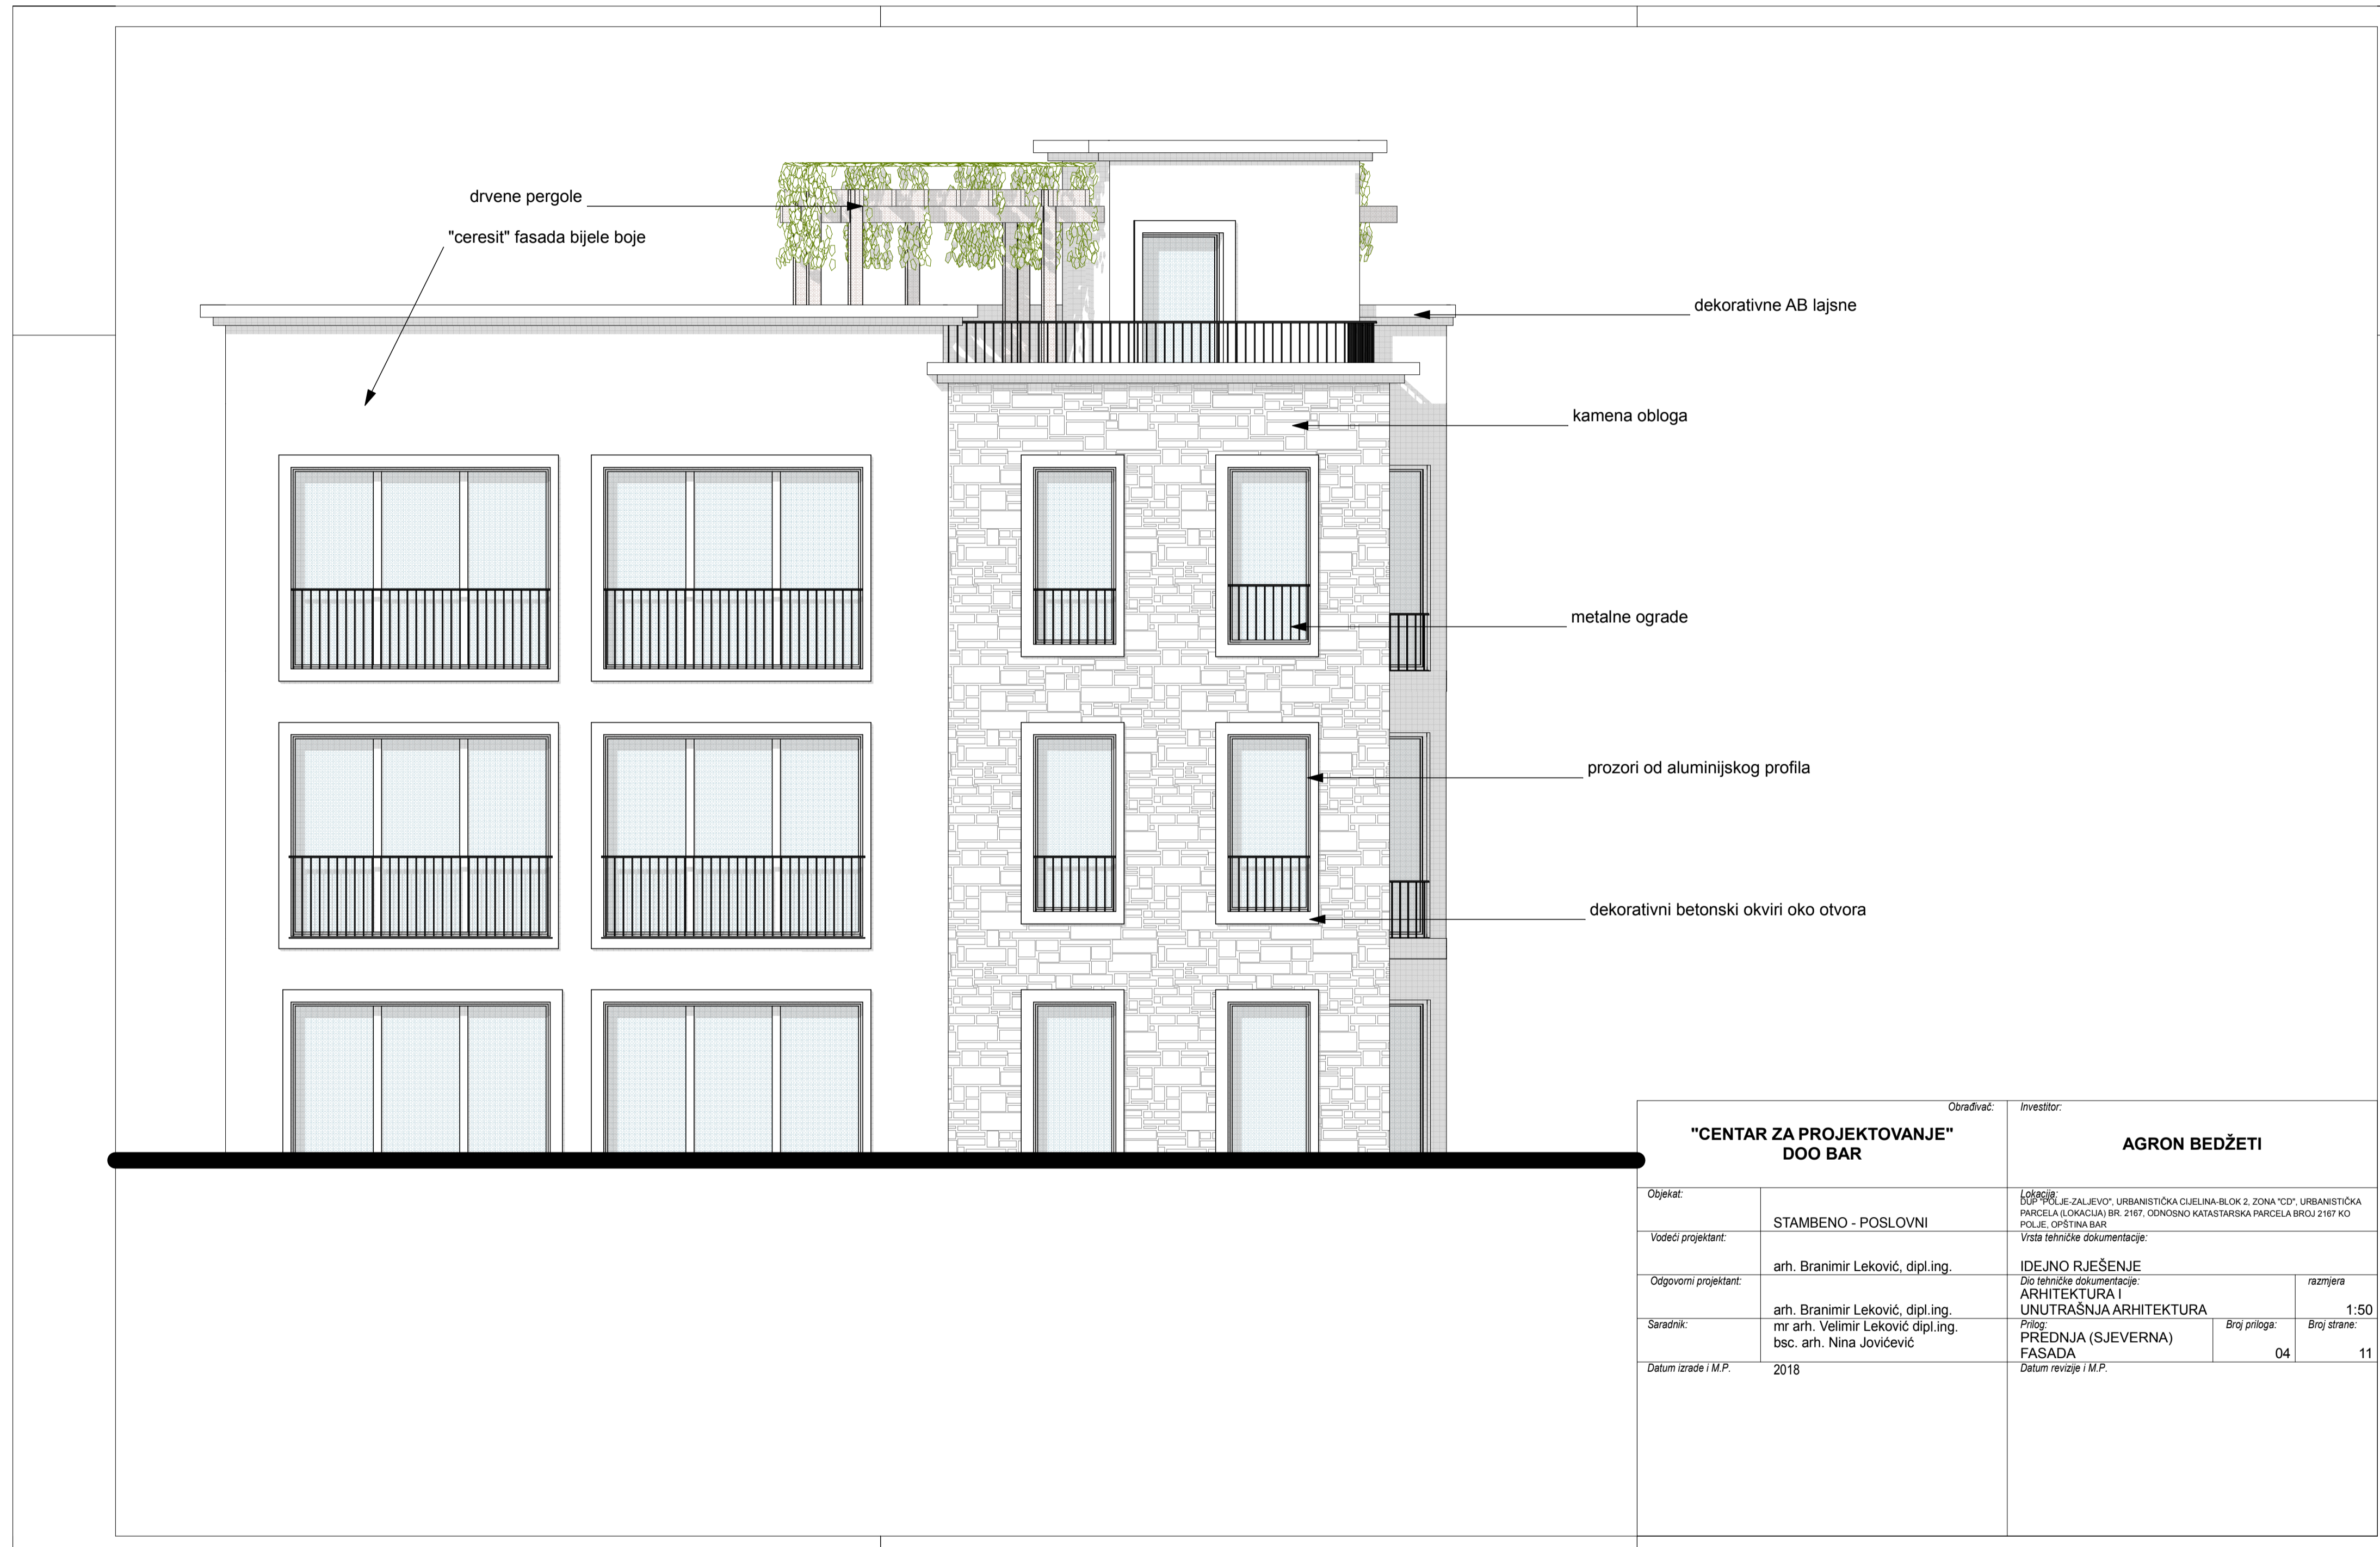 drvene pergole
"ceresit" fasada bijele boje
dekorativne AB lajsne
kamena obloga
metalne ograde
prozori od aluminijskog profila
dekorativni betonski okviri oko otvora
Obrađivač:
"CENTAR ZA PROJEKTOVANJE"
DOO BAR
Investitor:
AGRON BEDŽETI
Objekat:
STAMBENO - POSLOVNI
Lokacija:
DUP "POLJE-ZALJEVO", URBANISTIČKA CIJELINA-BLOK 2, ZONA "CD", URBANISTIČKA
PARCELA (LOKACIJA) BR. 2167, ODNOSNO KATASTARSKA PARCELA BROJ 2167 KO
POLJE, OPŠTINA BAR
Vodeći projektant:
arh. Branimir Leković, dipl.ing.
Vrsta tehničke dokumentacije:
IDEJNO RJEŠENJE
Odgovorni projektant:
arh. Branimir Leković, dipl.ing.
Dio tehničke dokumentacije:
ARHITEKTURA I
UNUTRAŠNJA ARHITEKTURA
razmjera
1:50
Saradnik:
mr arh. Velimir Leković dipl.ing.
bsc. arh. Nina Jovićević
Prilog:
PREDNJA (SJEVERNA)
FASADA
Broj priloga:
04
Broj strane:
11
Datum izrade i M.P.
2018
Datum revizije i M.P.